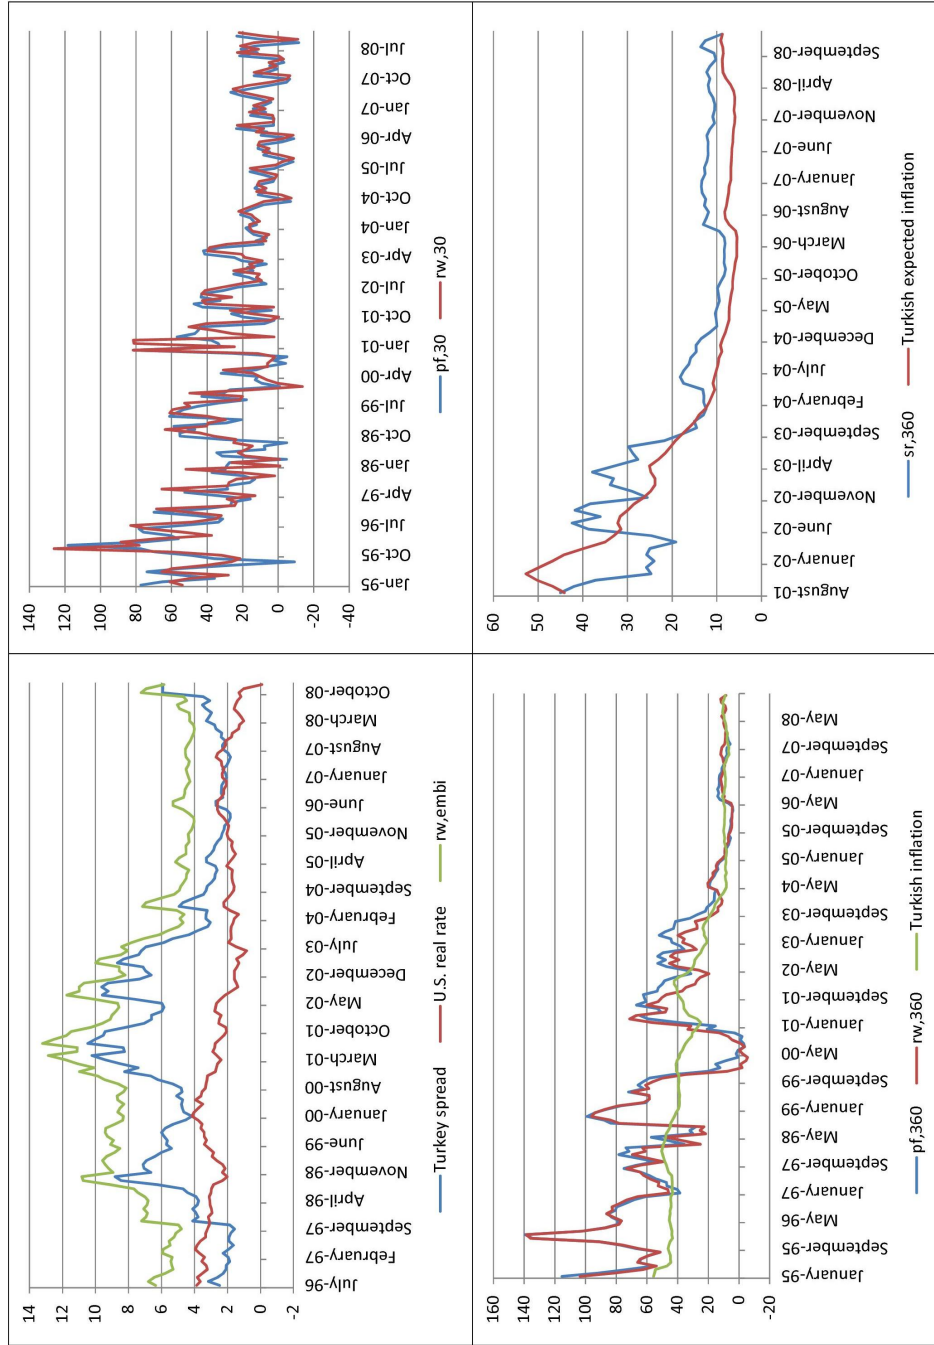 14
12
10
8
6
4
2
0
-2
July-96
February-97
September-97
April-98
November-98
June-99
January-00
August-00
March-01
October-01
May-02
December-02
July-03
February-04
September-04
April-05
November-05
June-06
January-07
August-07
March-08
October-08
Turkey spread U.S. real rate rw,embi
140
120
100
80
60
40
20
0
-20
-40
Jan-95
Oct-95
Jul-96
Apr-97
Jan-98
Oct-98
Jul-99
Apr-00
Jan-01
Oct-01
Jul-02
Apr-03
Jan-04
Oct-04
Jul-05
Apr-06
Jan-07
Oct-07
Jul-08
pf,30 rw,30
160
140
120
100
80
60
40
20
0
-20
January-95
September-95
May-96
January-97
September-97
May-98
January-99
September-99
May-00
January-01
September-01
May-02
January-03
September-03
May-04
January-05
September-05
May-06
January-07
September-07
May-08
pf,360 rw,360 Turkish inflation
60
50
40
30
20
10
0
August-01
January-02
June-02
November-02
April-03
September-03
February-04
July-04
December-04
May-05
October-05
March-06
August-06
January-07
June-07
November-07
April-08
September-08
sr,360 Turkish expected inflation